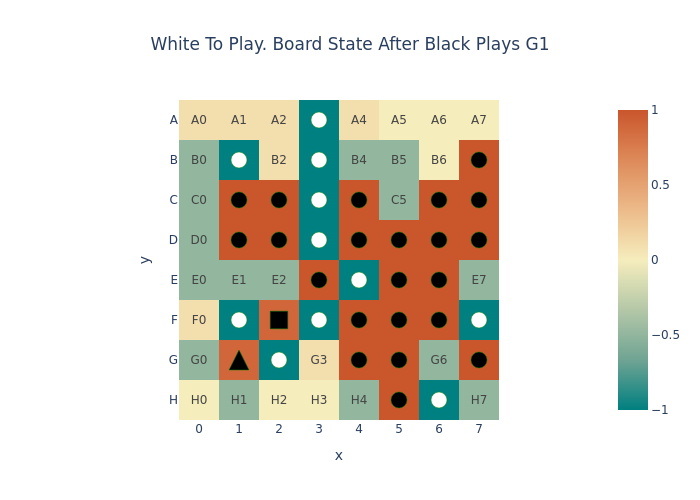 White To Play. Board State After Black Plays G1
A A0 A1 A2 A4 A5 A6 A7
B B0 B2 B4 B5 B6
C C0 C5
D D0
E E0 E1 E2 E7
F F0
G G0 G3 G6
H H0 H1 H2 H3 H4 H7
0 1 2 3 4 5 6 7
x
y
1
0.5
0
−0.5
−1